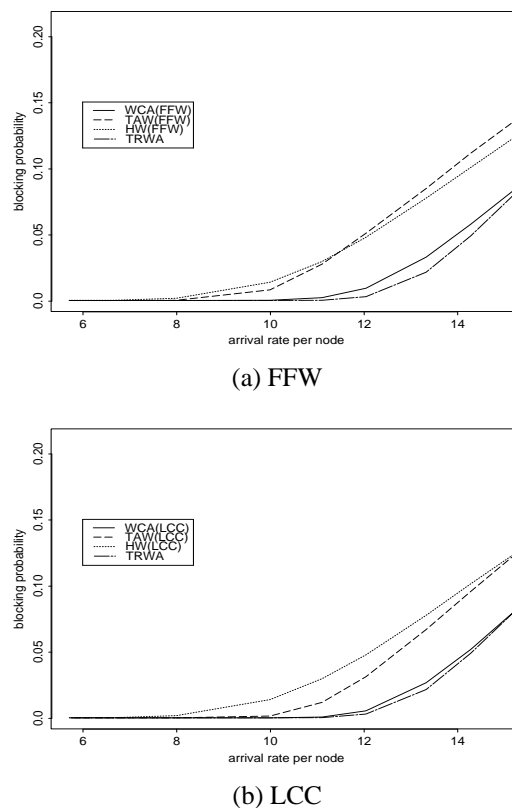 0.20
0.15
0.10
0.05
0.0
blocking probability
WCA(FFW)
TAW(FFW)
HW(FFW)
TRWA
6 8 10 12 14
arrival rate per node
(a) FFW
0.20
0.15
0.10
0.05
0.0
blocking probability
WCA(LCC)
TAW(LCC)
HW(LCC)
TRWA
6 8 10 12 14
arrival rate per node
(b) LCC